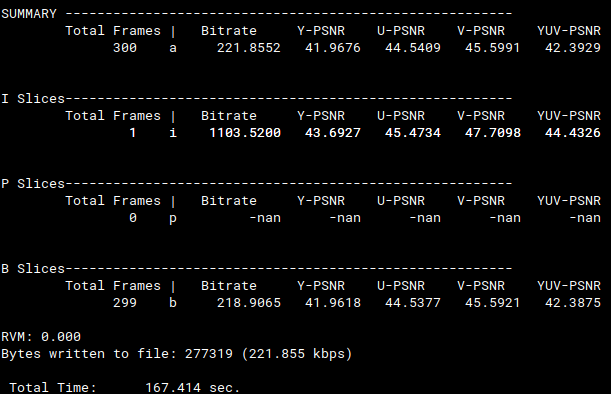 SUMMARY --------------------------------------------------------
Total Frames |   Bitrate     Y-PSNR    U-PSNR    V-PSNR    YUV-PSNR
300    a     221.8552   41.9676   44.5409   45.5991   42.3929
I Slices--------------------------------------------------------
Total Frames |   Bitrate     Y-PSNR    U-PSNR    V-PSNR    YUV-PSNR
1    i    1103.5200   43.6927   45.4734   47.7098   44.4326
P Slices--------------------------------------------------------
Total Frames |   Bitrate     Y-PSNR    U-PSNR    V-PSNR    YUV-PSNR
0    p         -nan      -nan      -nan      -nan      -nan
B Slices--------------------------------------------------------
Total Frames |   Bitrate     Y-PSNR    U-PSNR    V-PSNR    YUV-PSNR
299    b     218.9065   41.9618   44.5377   45.5921   42.3875
RVM: 0.000
Bytes written to file: 277319 (221.855 kbps)
Total Time:      167.414 sec.